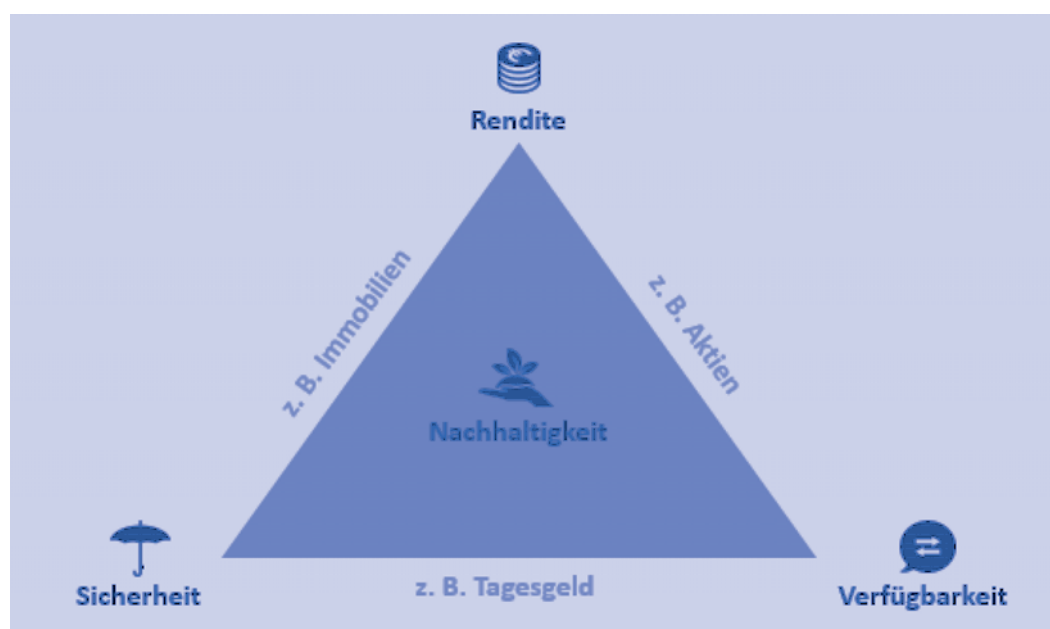 Rendite
z. B. Immobilien
z. B. Aktien
Nachhaltigkeit
Sicherheit
z. B. Tagesgeld
Verfügbarkeit